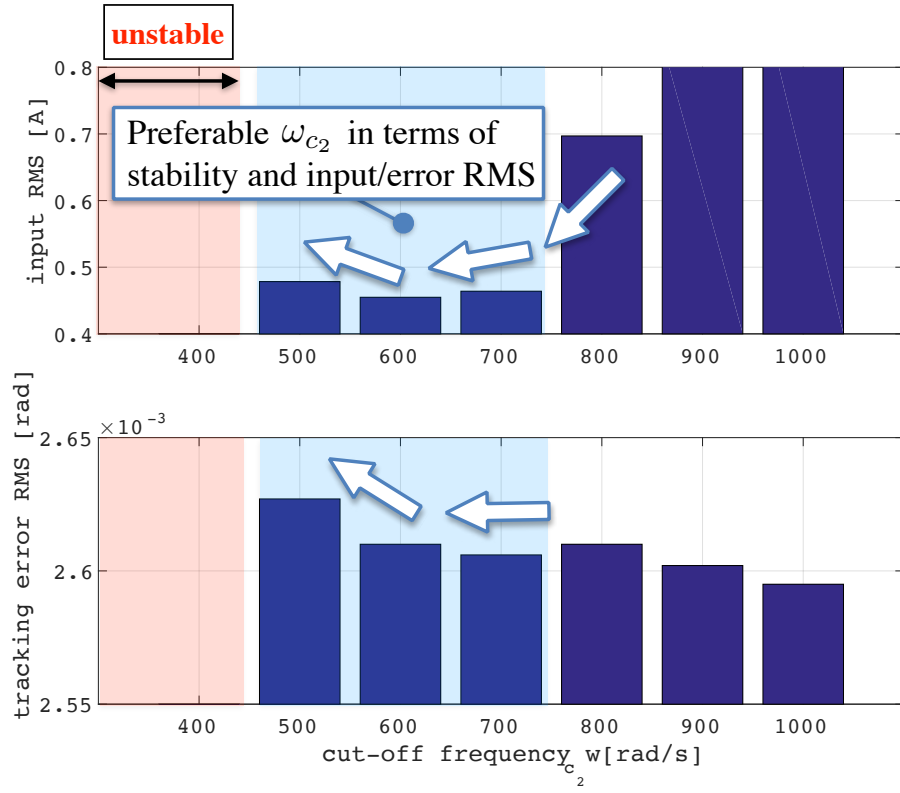 unstable
0.8
0.7
0.6
0.5
0.4
input RMS [A]
Preferable ω_{c_2} in terms of
stability and input/error RMS
400 500 600 700 800 900 1000
×10^{-3}
2.65
2.6
2.55
tracking error RMS [rad]
400 500 600 700 800 900 1000
cut-off frequency w_{c_2}[rad/s]